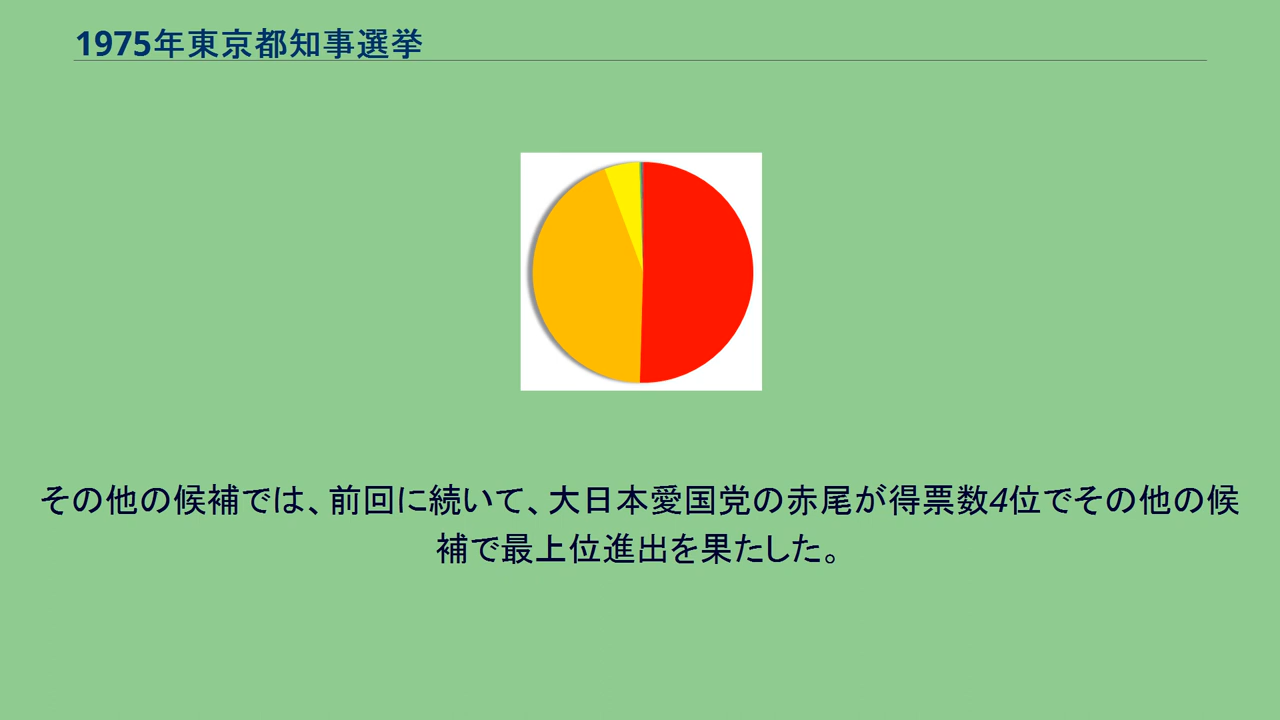 1975年東京都知事選挙
その他の候補では、前回に続いて、大日本愛国党の赤尾が得票数4位でその他の候
補で最上位進出を果たした。